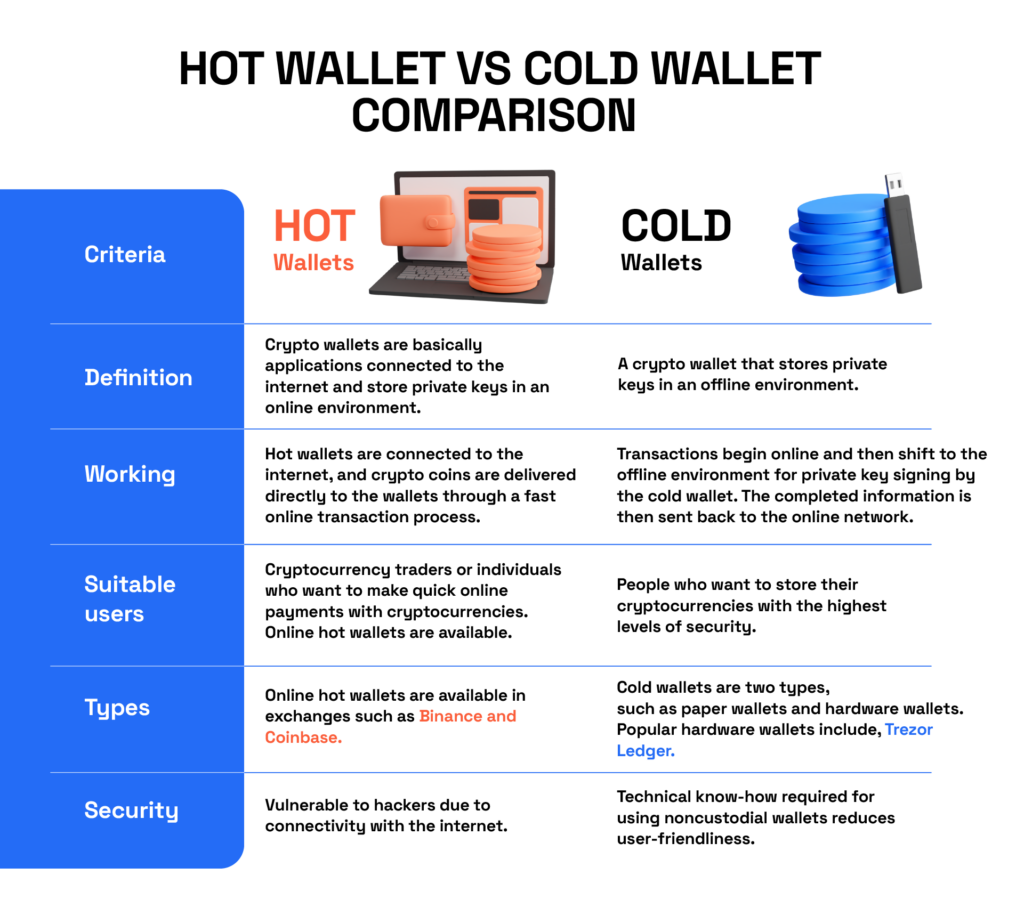 HOT WALLET VS COLD WALLET
COMPARISON
Criteria
HOT
Wallets
COLD
Wallets
Definition
Crypto wallets are basically
applications connected to the
internet and store private keys in an
online environment.
A crypto wallet that stores private
keys in an offline environment.
Working
Hot wallets are connected to the
internet, and crypto coins are delivered
directly to the wallets through a fast
online transaction process.
Transactions begin online and then shift to the
offline environment for private key signing by
the cold wallet. The completed information is
then sent back to the online network.
Suitable
users
Cryptocurrency traders or individuals
who want to make quick online
payments with cryptocurrencies.
Online hot wallets are available.
People who want to store their
cryptocurrencies with the highest
levels of security.
Types
Online hot wallets are available in
exchanges such as Binance and
Coinbase.
Cold wallets are two types,
such as paper wallets and hardware wallets.
Popular hardware wallets include, Trezor
Ledger.
Security
Vulnerable to hackers due to
connectivity with the internet.
Technical know-how required for
using noncustodial wallets reduces
user-friendliness.